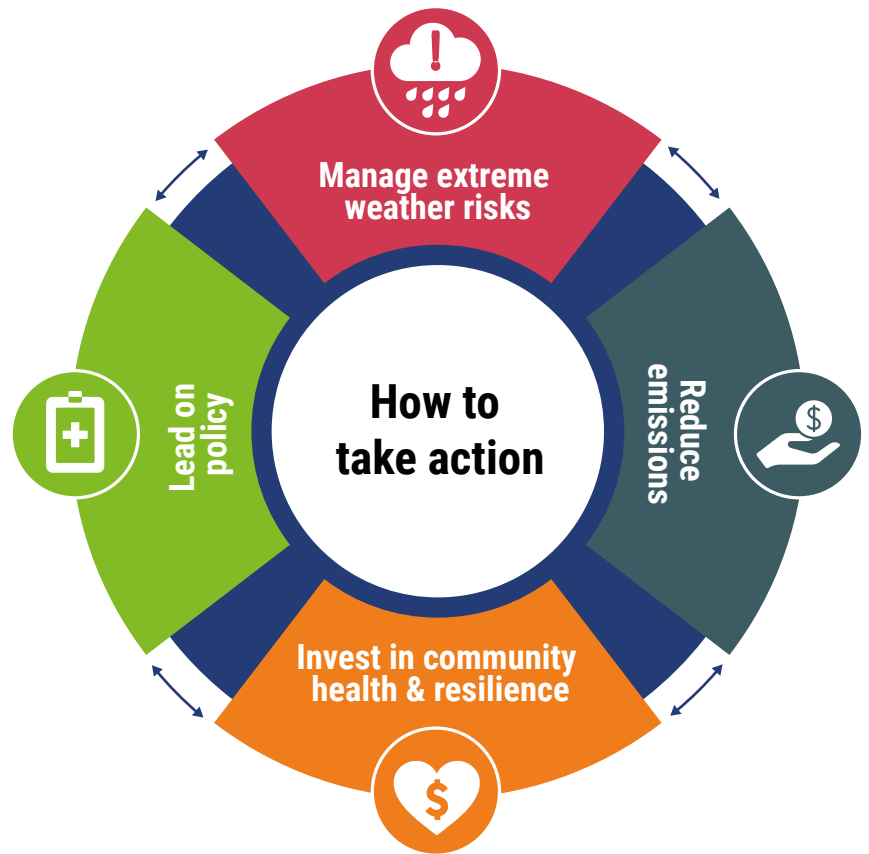 Manage extreme
weather risks
Lead on
policy
How to
take action
Reduce
emissions
Invest in community
health & resilience
$
$